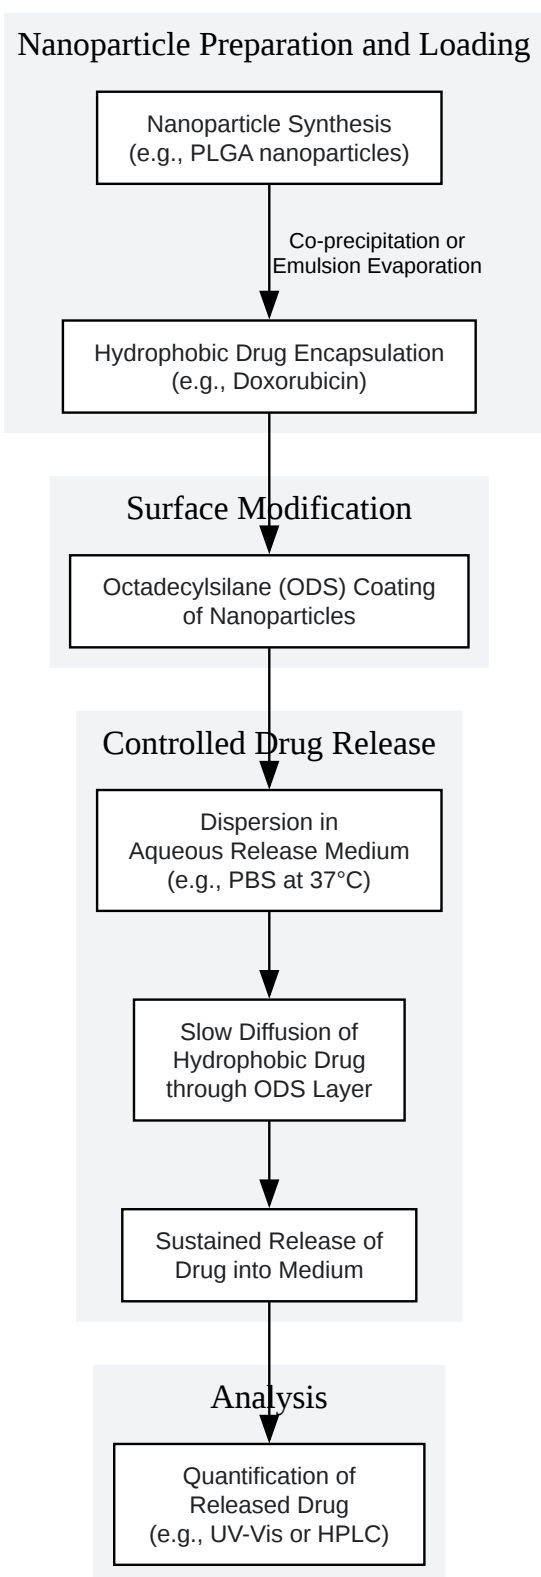 Nanoparticle Preparation and Loading
Nanoparticle Synthesis
(e.g., PLGA nanoparticles)
Co-precipitation or
Emulsion Evaporation
Hydrophobic Drug Encapsulation
(e.g., Doxorubicin)
Surface Modification
Octadecylsilane (ODS) Coating
of Nanoparticles
Controlled Drug Release
Dispersion in
Aqueous Release Medium
(e.g., PBS at 37°C)
Slow Diffusion of
Hydrophobic Drug
through ODS Layer
Sustained Release of
Drug into Medium
Analysis
Quantification of
Released Drug
(e.g., UV-Vis or HPLC)